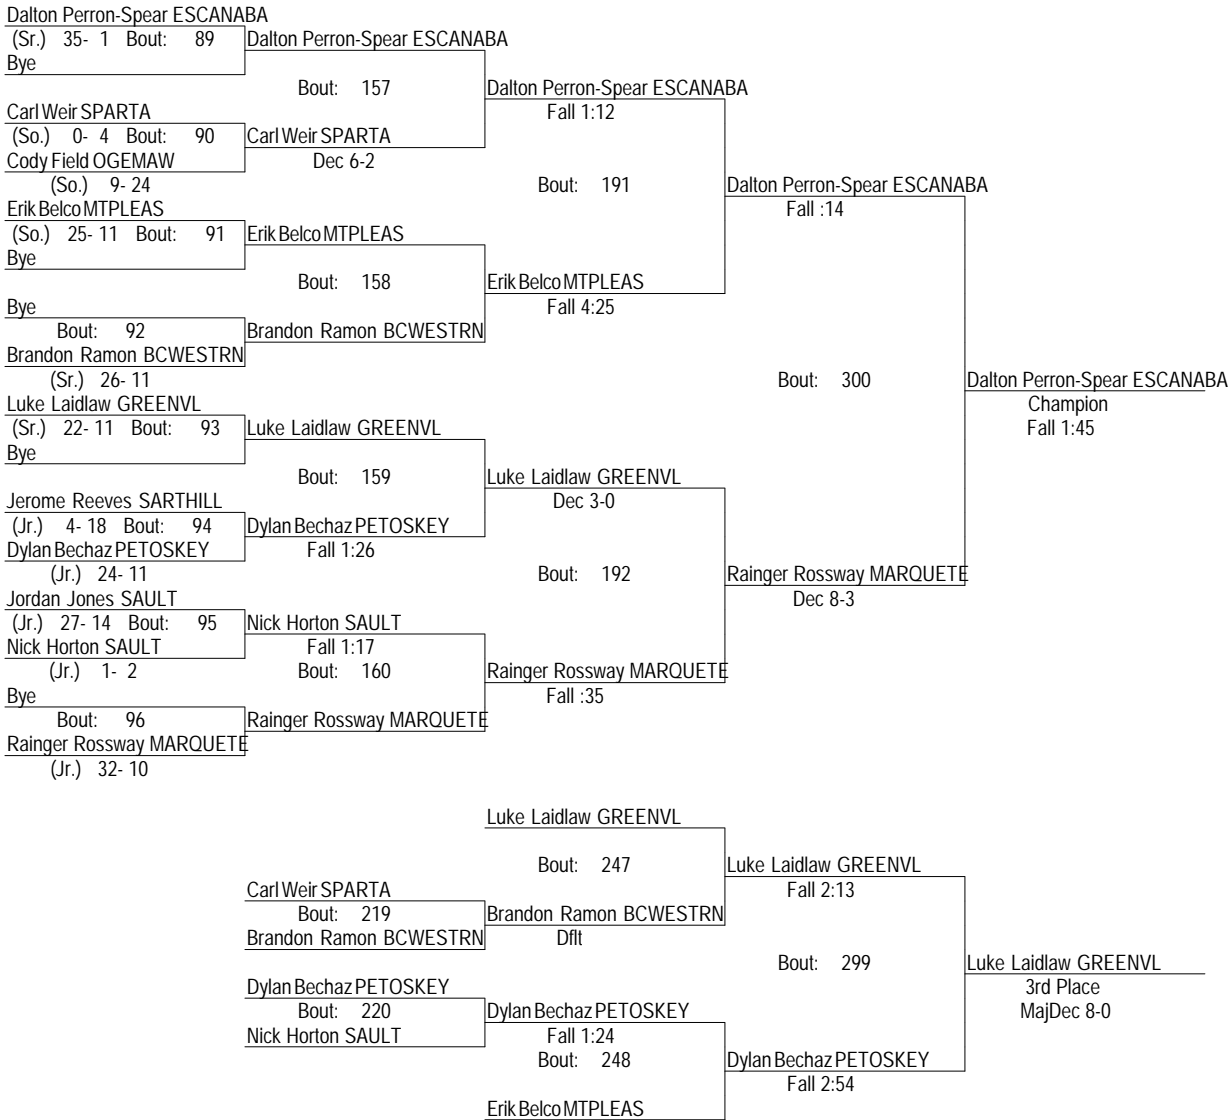 Dalton Perron-Spear ESCANABA
(Sr.) 35- 1 Bout: 89 Dalton Perron-Spear ESCANABA
Bye
Bout: 157 Dalton Perron-Spear ESCANABA
Carl Weir SPARTA Fall 1:12
(So.) 0- 4 Bout: 90 Carl Weir SPARTA
Cody Field OGEMAW Dec 6-2
(So.) 9- 24 Bout: 191 Dalton Perron-Spear ESCANABA
Erik Belco MTPLEAS Fall :14
(So.) 25- 11 Bout: 91 Erik Belco MTPLEAS
Bye
Bout: 158 Erik Belco MTPLEAS
Bye Fall 4:25
Bout: 92 Brandon Ramon BCWESTRN
Brandon Ramon BCWESTRN
(Sr.) 26- 11 Bout: 300 Dalton Perron-Spear ESCANABA
Luke Laidlaw GREENVL Champion
(Sr.) 22- 11 Bout: 93 Luke Laidlaw GREENVL Fall 1:45
Bye
Bout: 159 Luke Laidlaw GREENVL
Jerome Reeves SARTHILL Dec 3-0
(Jr.) 4- 18 Bout: 94 Dylan Bechaz PETOSKEY
Dylan Bechaz PETOSKEY Fall 1:26
(Jr.) 24- 11 Bout: 192 Rainger Rossway MARQUETE
Jordan Jones SAULT Dec 8-3
(Jr.) 27- 14 Bout: 95 Nick Horton SAULT
Nick Horton SAULT Fall 1:17
(Jr.) 1- 2 Bout: 160 Rainger Rossway MARQUETE
Bye Fall :35
Bout: 96 Rainger Rossway MARQUETE
Rainger Rossway MARQUETE
(Jr.) 32- 10
Luke Laidlaw GREENVL
Bout: 247 Luke Laidlaw GREENVL
Carl Weir SPARTA Fall 2:13
Bout: 219 Brandon Ramon BCWESTRN
Brandon Ramon BCWESTRN Dflt
Bout: 299 Luke Laidlaw GREENVL
Dylan Bechaz PETOSKEY 3rd Place
Bout: 220 Dylan Bechaz PETOSKEY MajDec 8-0
Nick Horton SAULT Fall 1:24
Bout: 248 Dylan Bechaz PETOSKEY
Fall 2:54
Erik Belco MTPLEAS